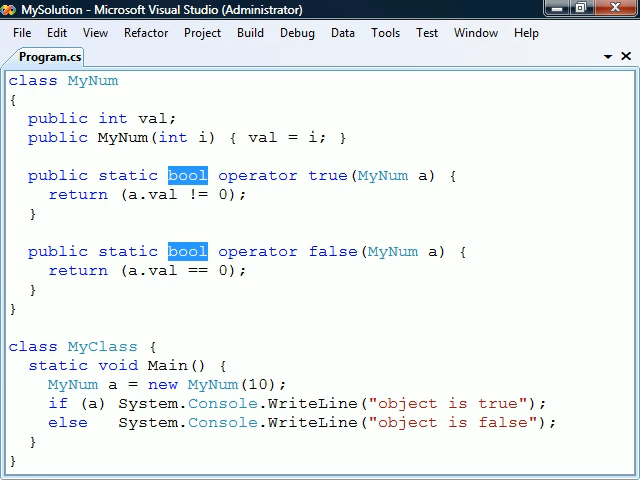 MySolution - Microsoft Visual Studio (Administrator)
File Edit View Refactor Project Build Debug Data Tools Test Window Help
Program.cs
class MyNum
{
  public int val;
  public MyNum(int i) { val = i; }

  public static bool operator true(MyNum a) {
    return (a.val != 0);
  }

  public static bool operator false(MyNum a) {
    return (a.val == 0);
  }
}

class MyClass {
  static void Main() {
    MyNum a = new MyNum(10);
    if (a) System.Console.WriteLine("object is true");
    else   System.Console.WriteLine("object is false");
  }
}